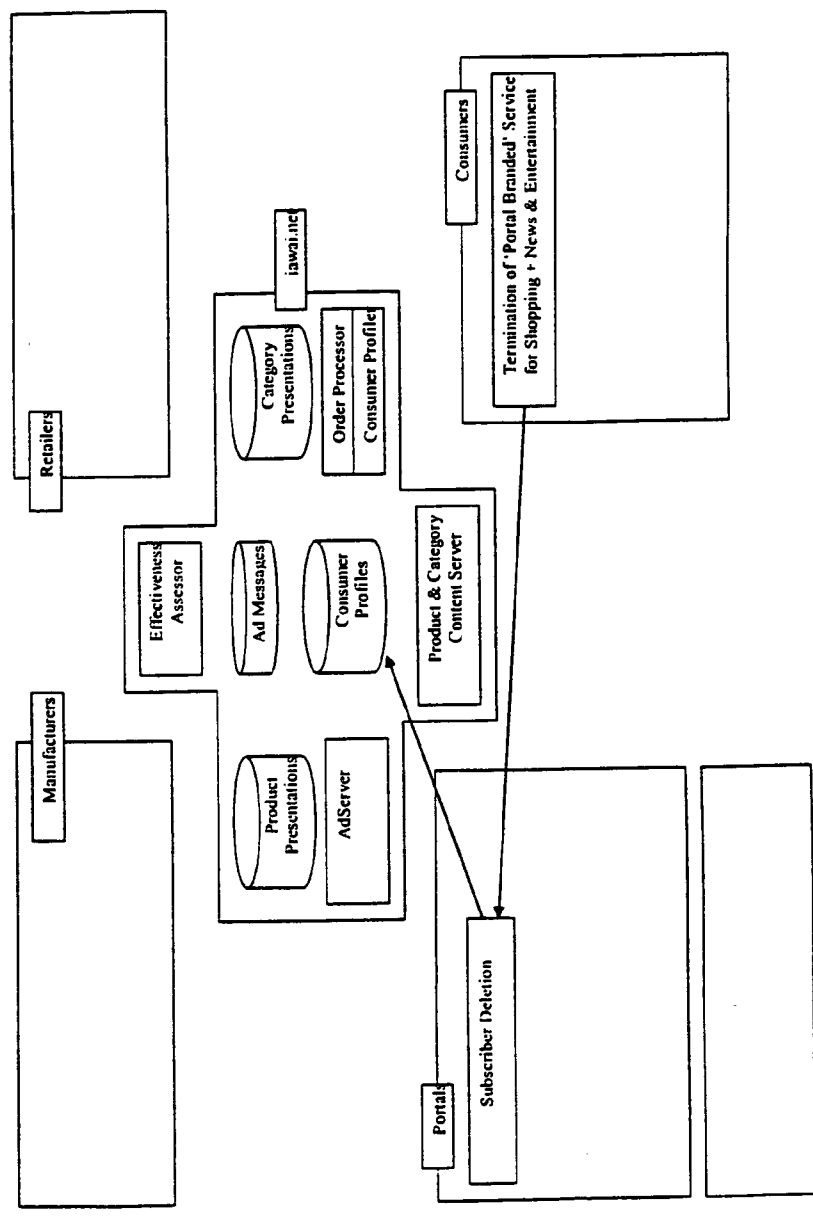 Manufacturers
Retailers
Effectiveness
Assessor
Product
Presentations
Ad Messages
Category
Presentations
iawai.net
AdServer
Consumer
Profiles
Order Processor
Consumer Profiler
Product & Category
Content Server
Portals
Subscriber Deletion
Consumers
Termination of 'Portal Branded' Service
for Shopping + News & Entertainment